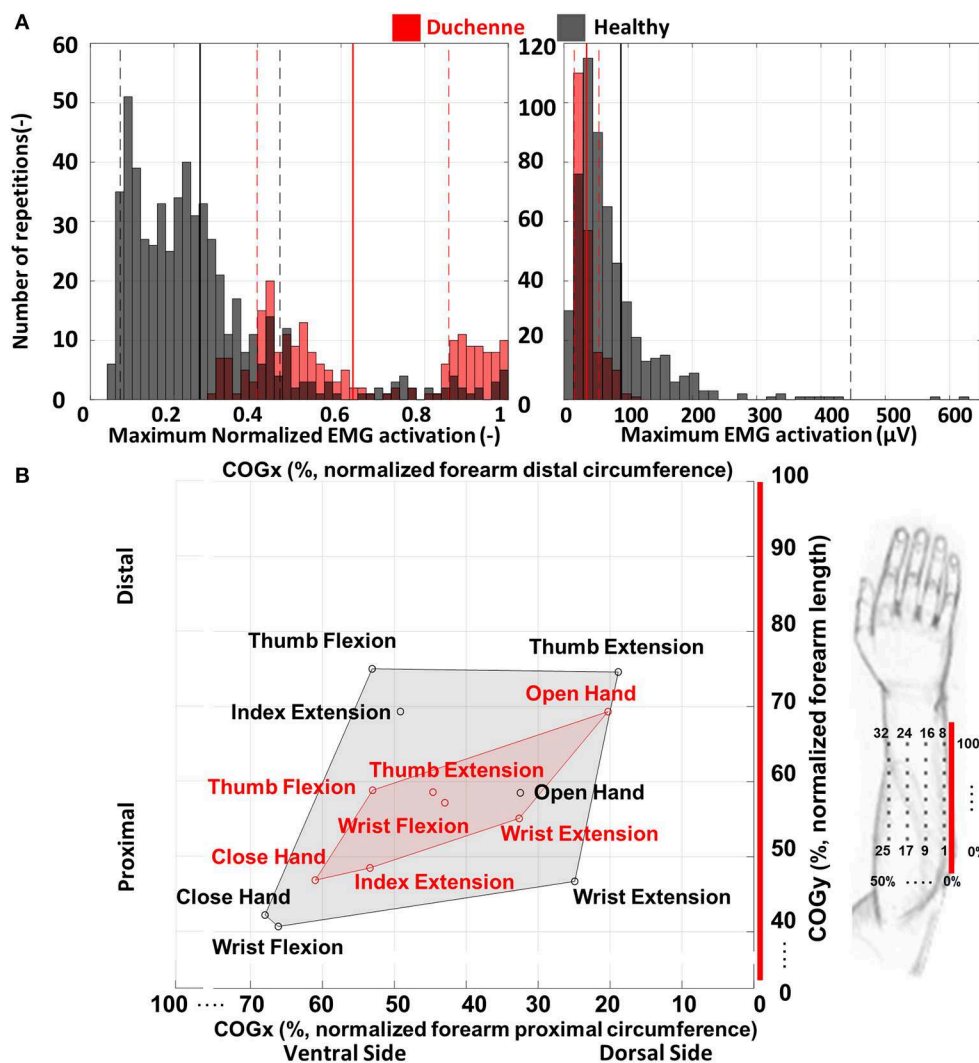 A
Duchenne Healthy
60
50
40
30
20
10
0
Number of repetitions(-)
0 0.2 0.4 0.6 0.8 1
Maximum Normalized EMG activation (-)
120
100
80
60
40
20
0
0 100 200 300 400 500 600
Maximum EMG activation (μV)
B
COGx (%, normalized forearm distal circumference)
Distal
Proximal
Thumb Flexion
Thumb Extension
Open Hand
Index Extension
Thumb Flexion
Thumb Extension
Open Hand
Wrist Flexion
Wrist Extension
Close Hand
Index Extension
Close Hand
Wrist Extension
Wrist Flexion
100
90
80
70
60
50
40
.....
0
COGy (%, normalized forearm length)
100 .... 70 60 50 40 30 20 10 0
COGx (%, normalized forearm proximal circumference)
Ventral Side Dorsal Side
32 24 16 8
100
.....
25 17 9 1 0%
50% .... 0%